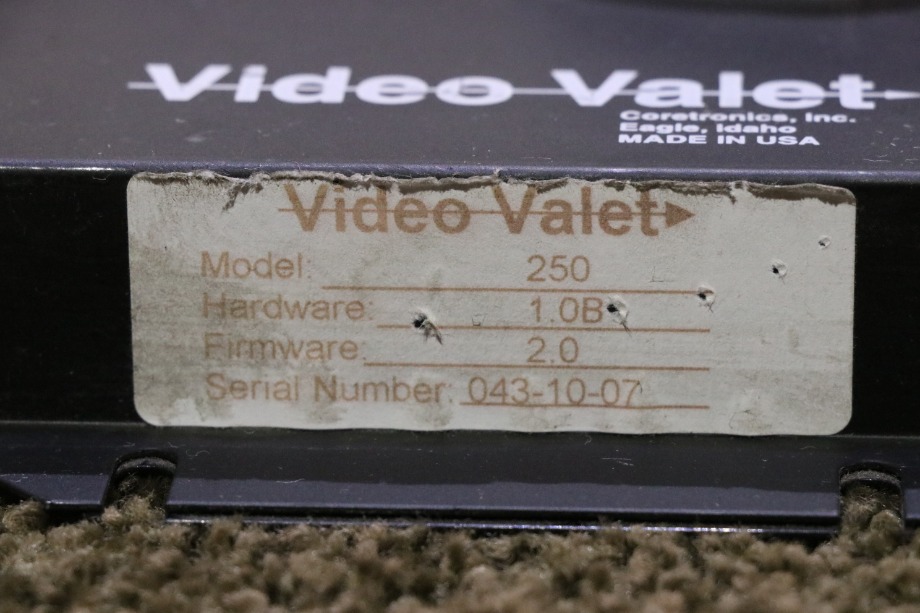 Video Valet
Coretronics, Inc.
Eagle, Idaho
MADE IN USA
Video Valet
Model: 250
Hardware: 1.0B
Firmware: 2.0
Serial Number: 043-10-07